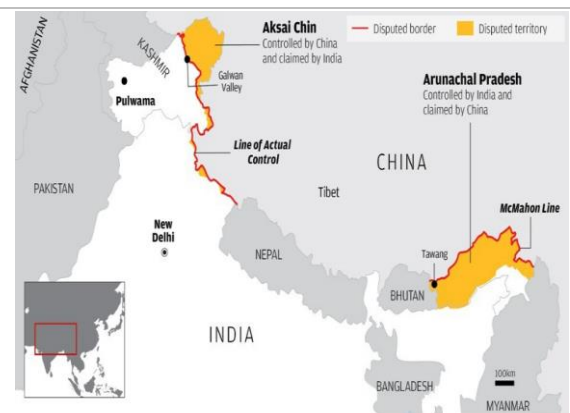 AFGHANISTAN
KASHMIR
Pulwama
Aksai Chin
Controlled by China
and claimed by India
Galwan
Valley
Disputed border
Disputed territory
Arunachal Pradesh
Controlled by India and
claimed by China
Line of Actual
Control
CHINA
PAKISTAN
Tibet
McMahon Line
New
Delhi
NEPAL
Tawang
BHUTAN
INDIA
100km
BANGLADESH
MYANMAR